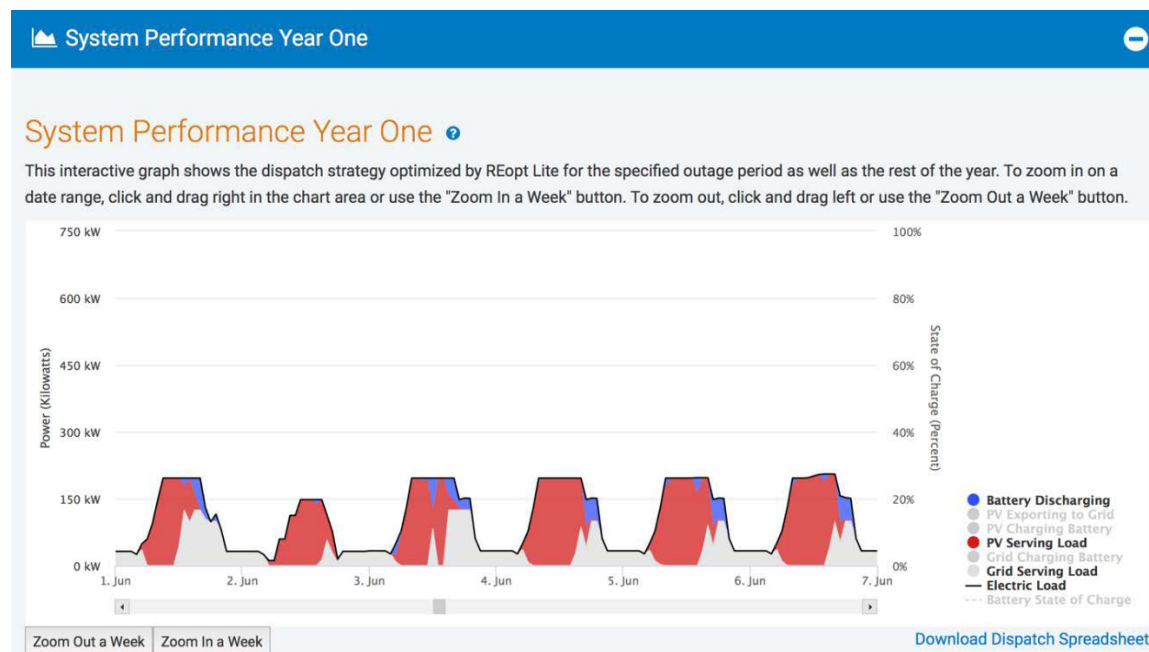 System Performance Year One
System Performance Year One ?
This interactive graph shows the dispatch strategy optimized by REopt Lite for the specified outage period as well as the rest of the year. To zoom in on a
date range, click and drag right in the chart area or use the "Zoom In a Week" button. To zoom out, click and drag left or use the "Zoom Out a Week" button.
750 kW
600 kW
450 kW
300 kW
150 kW
0 kW
Power (Kilowatts)
100%
80%
60%
40%
20%
0%
State of Charge (Percent)
1. Jun
2. Jun
3. Jun
4. Jun
5. Jun
6. Jun
7. Jun
Battery Discharging
PV Exporting to Grid
PV Charging Battery
PV Serving Load
Grid Charging Battery
Grid Serving Load
Electric Load
Battery State of Charge
Zoom Out a Week
Zoom In a Week
Download Dispatch Spreadsheet